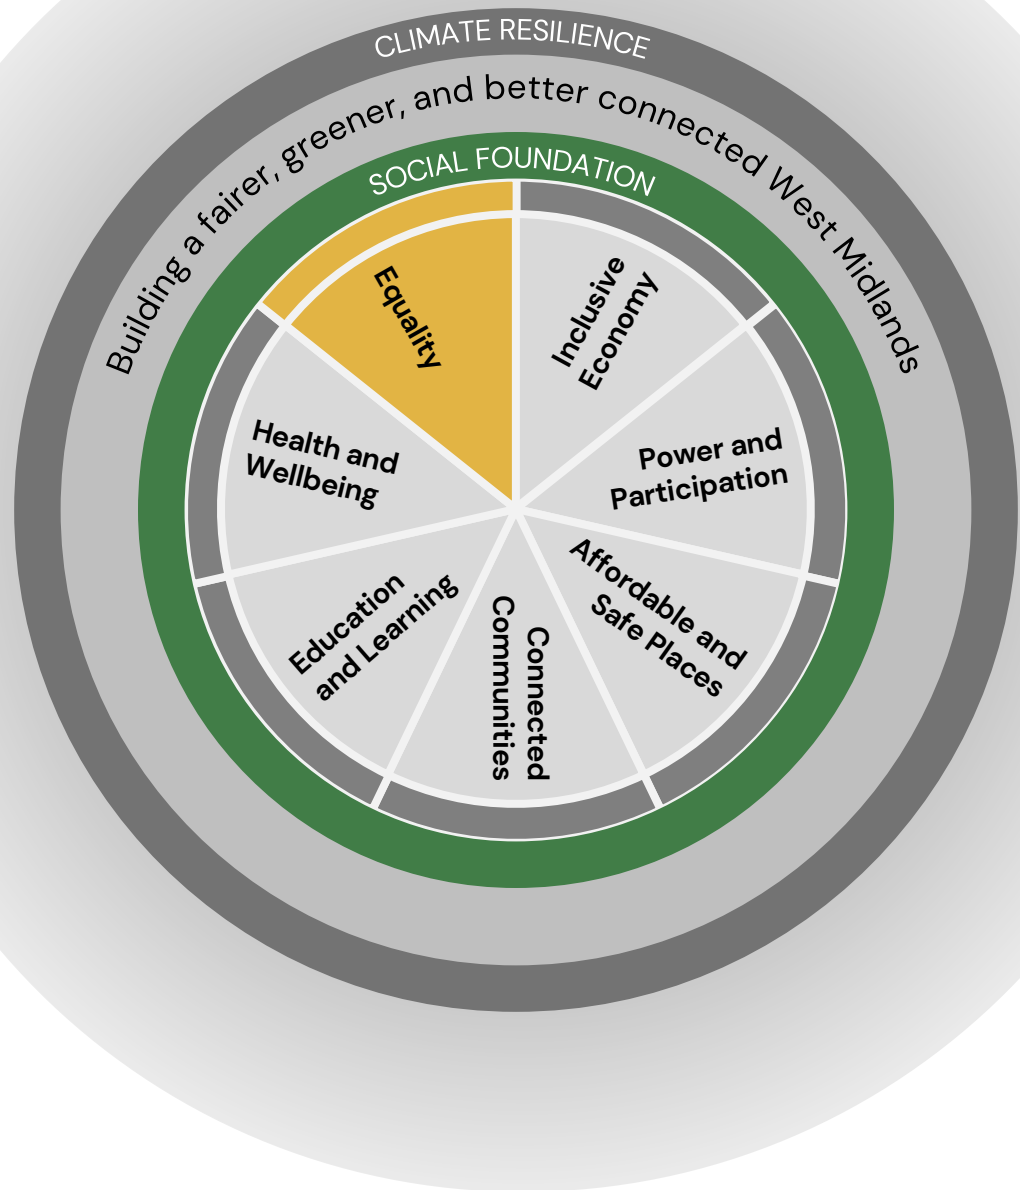 CLIMATE RESILIENCE
Building a fairer, greener, and better connected West Midlands
SOCIAL FOUNDATION
Equality
Inclusive
Economy
Power and
Participation
Affordable and
Safe Places
Connected
Communities
Education
and Learning
Health and
Wellbeing